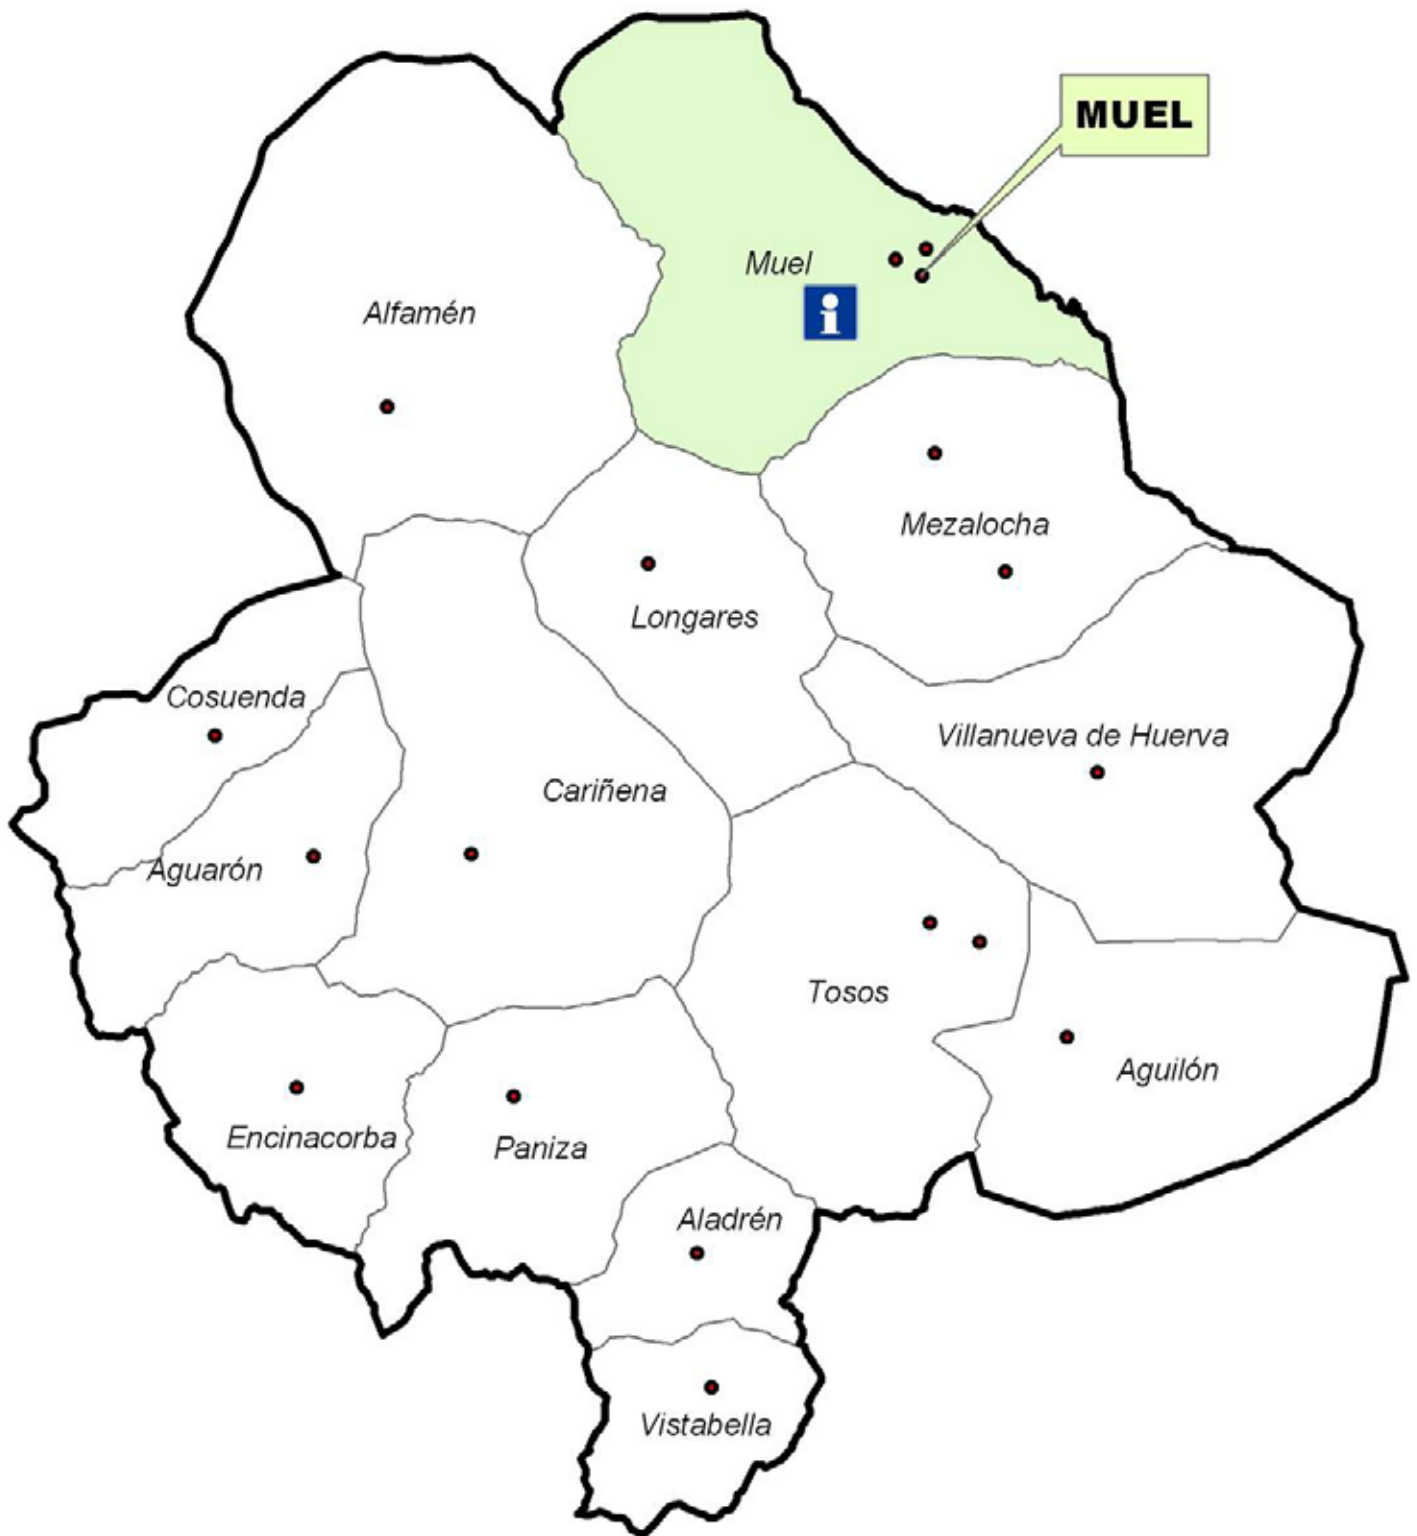 MUEL
Muel
i
Alfamén
Mezalocha
Longares
Cosuenda
Villanueva de Huerva
Cariñena
Aguarón
Tosos
Aguilón
Encinacorba
Paniza
Aladrén
Vistabella